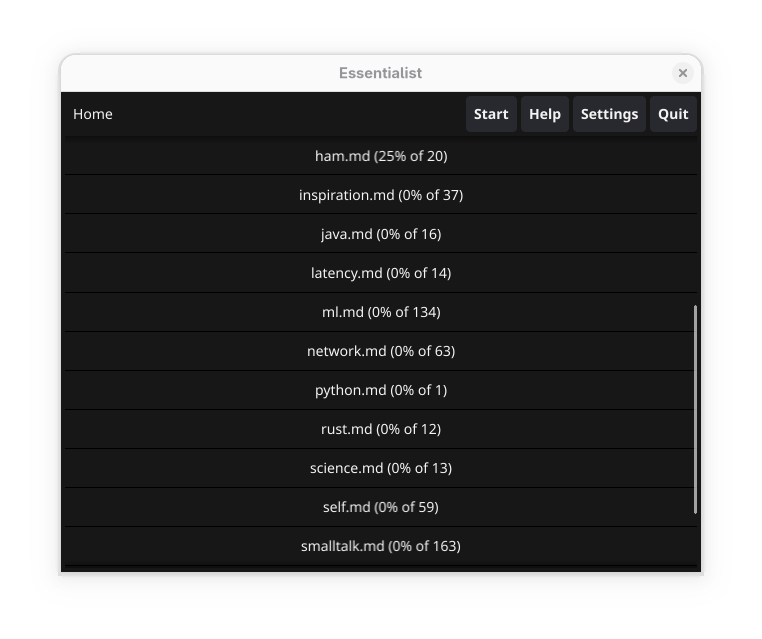 Essentialist
Home Start Help Settings Quit
ham.md (25% of 20)
inspiration.md (0% of 37)
java.md (0% of 16)
latency.md (0% of 14)
ml.md (0% of 134)
network.md (0% of 63)
python.md (0% of 1)
rust.md (0% of 12)
science.md (0% of 13)
self.md (0% of 59)
smalltalk.md (0% of 163)